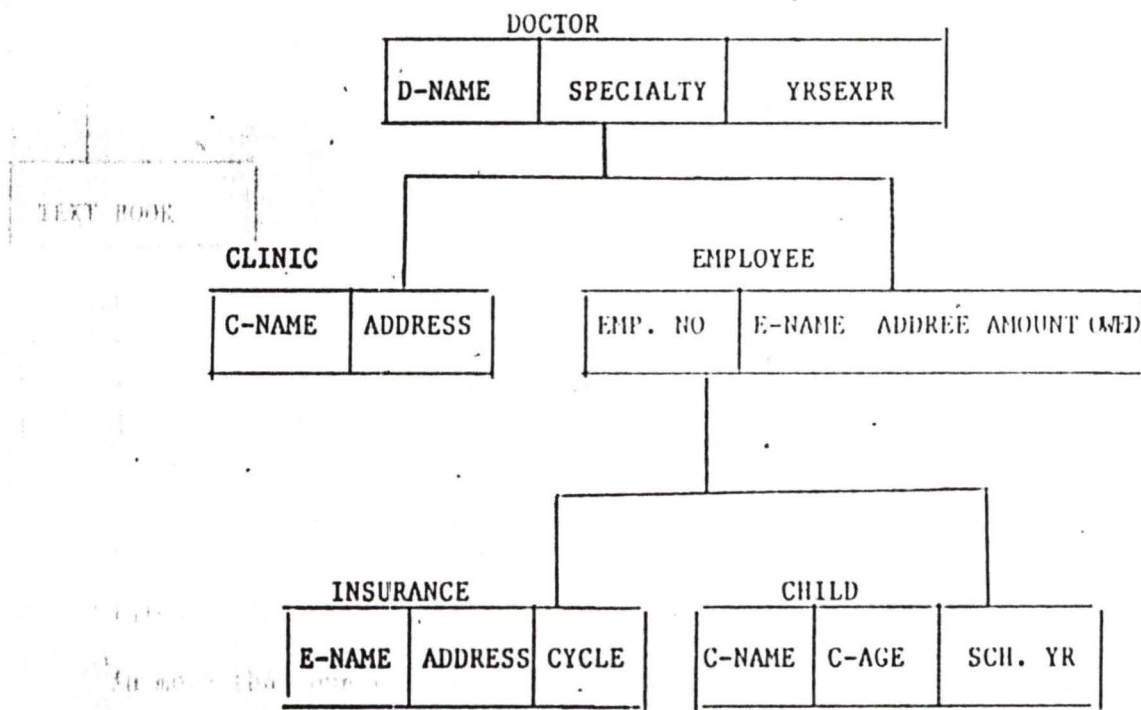 DOCTOR
D-NAME SPECIALTY YRSEXPR
TEXT BOOK
CLINIC
EMPLOYEE
C-NAME ADDRESS
EMP. NO E-NAME ADDREE AMOUNT OWED
INSURANCE
CHILD
E-NAME ADDRESS CYCLE
C-NAME C-AGE SCH. YR